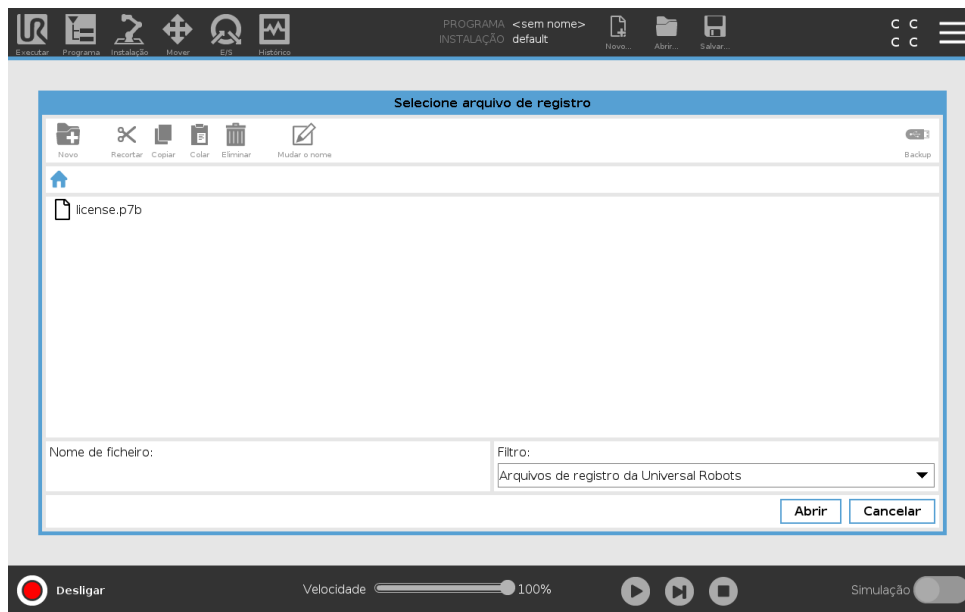 PROGRAMA <sem nome>
INSTALAÇÃO default
Executar Programa Instalação Mover E/S Histórico
Novo... Abrir... Salvar...
C C
C C
Selecione arquivo de registro
Novo Recortar Copiar Colar Eliminar Mudar o nome Backup
license.p7b
Nome de ficheiro:
Filtro:
Arquivos de registro da Universal Robots
Abrir Cancelar
Desligar Velocidade 100% Simulação